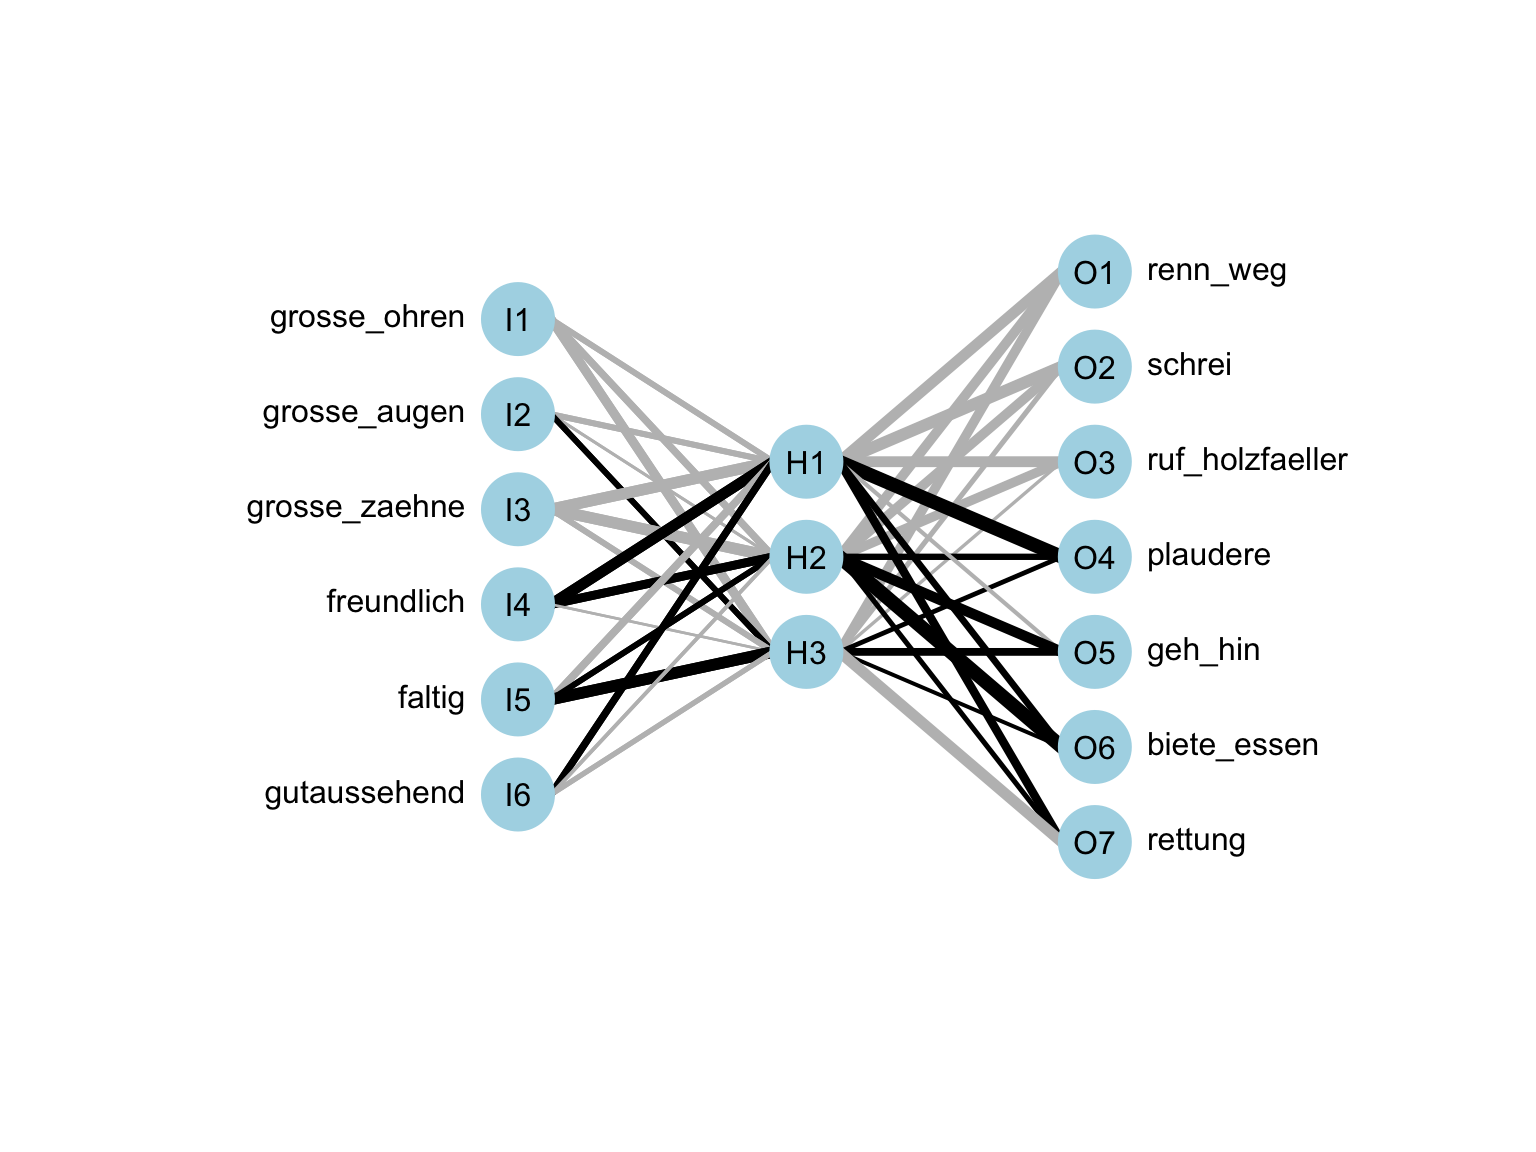 grosse_ohren I1
grosse_augen I2
grosse_zaehne I3
freundlich I4
faltig I5
gutaussehend I6
H1
H2
H3
O1 renn_weg
O2 schrei
O3 ruf_holzfaeller
O4 plaudere
O5 geh_hin
O6 biete_essen
O7 rettung